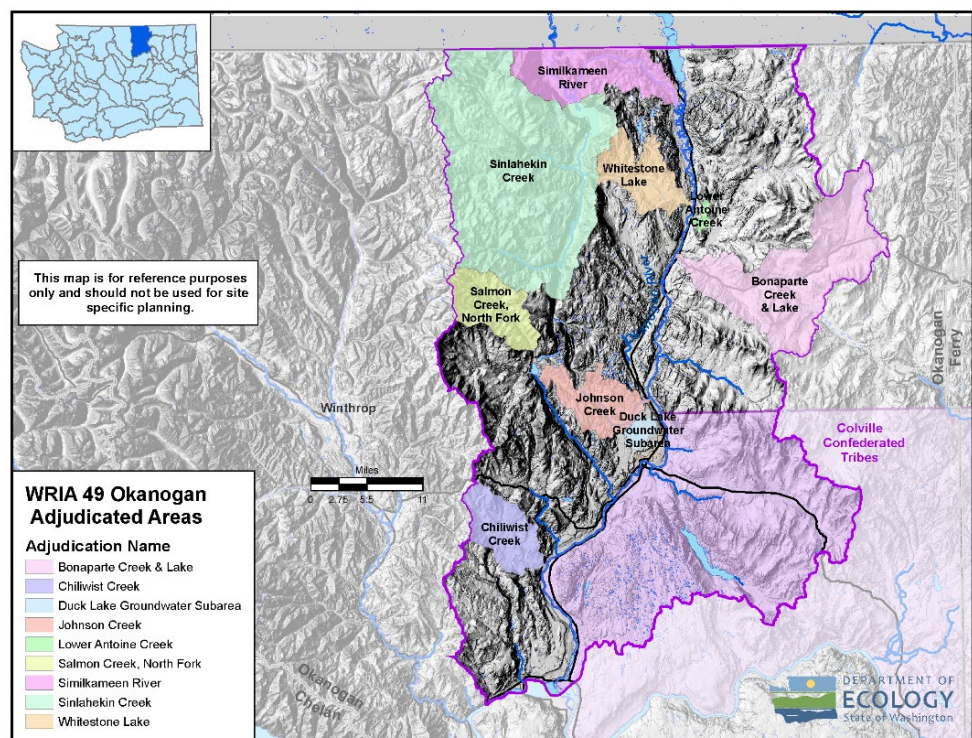 Similkameen
River
Sinlahekin
Creek
Whitestone
Lake
Lower
Antoine
Creek
This map is for reference purposes
only and should not be used for site
specific planning.
Salmon
Creek,
North Fork
Okanogan River
Bonaparte
Creek
& Lake
Okanogan
Ferry
Winthrop
Johnson
Creek
Duck Lake
Groundwater
Subarea
Colville
Confederated
Tribes
Miles
0 2.75 5.5 11
WRIA 49 Okanogan
Adjudicated Areas
Adjudication Name
Bonaparte Creek & Lake
Chiliwist Creek
Duck Lake Groundwater Subarea
Johnson Creek
Lower Antoine Creek
Salmon Creek, North Fork
Similkameen River
Sinlahekin Creek
Whitestone Lake
Chiliwist
Creek
Okanogan
Chelan
DEPARTMENT OF
ECOLOGY
State of Washington